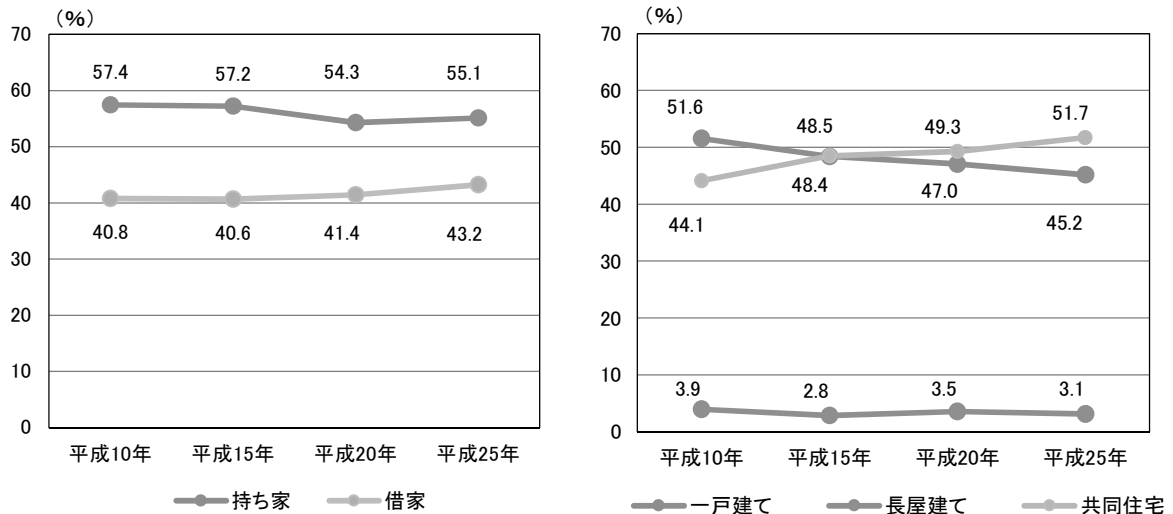 （%）
70
60
50
40
30
20
10
0
57.4
57.2
54.3
55.1
40.8
40.6
41.4
43.2
平成10年
平成15年
平成20年
平成25年
持ち家
借家
（%）
70
60
50
40
30
20
10
0
51.6
48.5
49.3
51.7
44.1
48.4
47.0
45.2
3.9
2.8
3.5
3.1
平成10年
平成15年
平成20年
平成25年
一戸建て
長屋建て
共同住宅